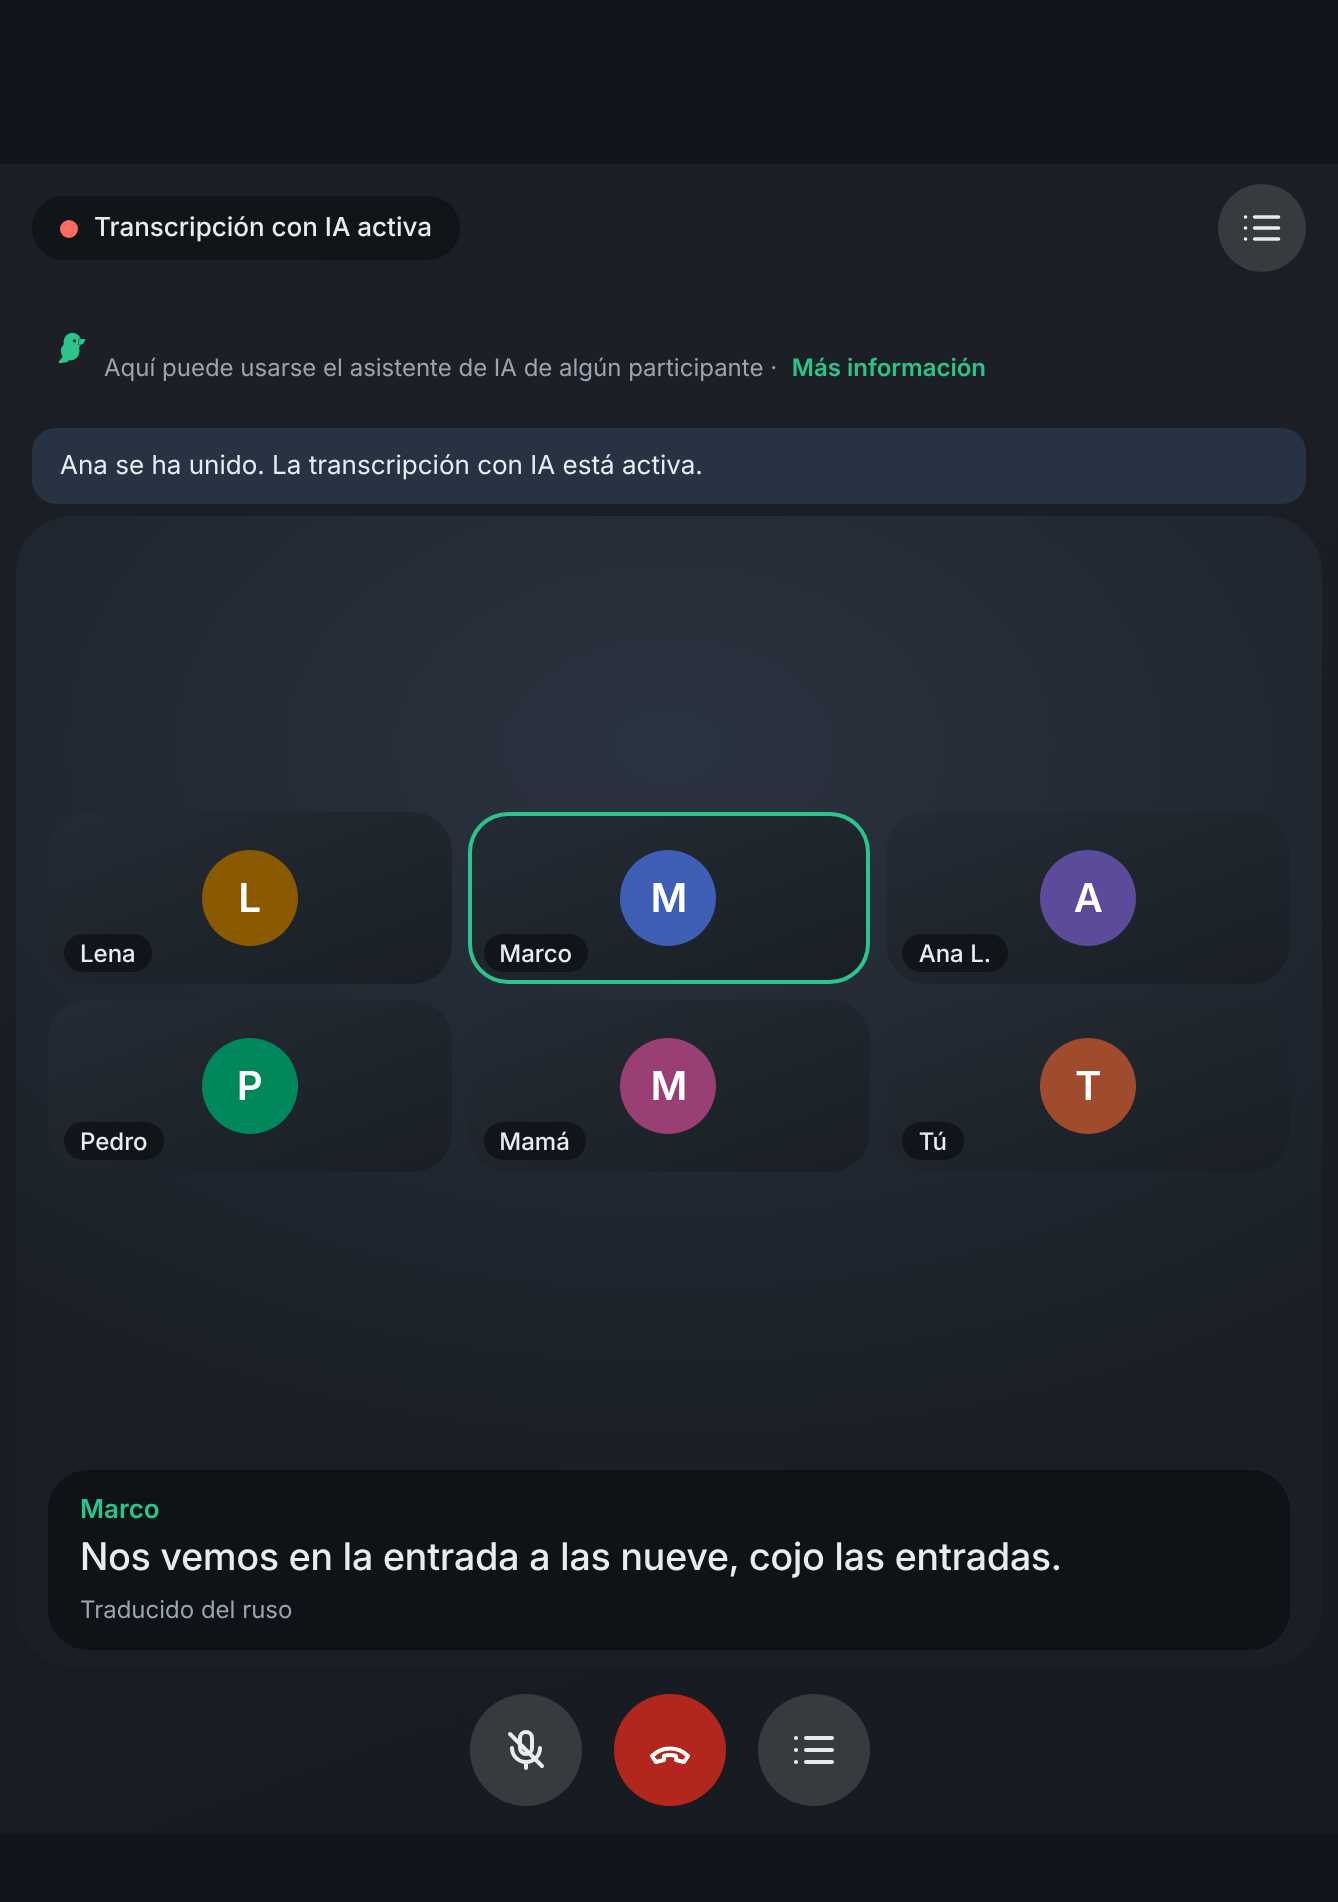 Transcripción con IA activa
Aquí puede usarse el asistente de IA de algún participante · Más información
Ana se ha unido. La transcripción con IA está activa.
L
Lena
M
Marco
A
Ana L.
P
Pedro
M
Mamá
T
Tú
Marco
Nos vemos en la entrada a las nueve, cojo las entradas.
Traducido del ruso